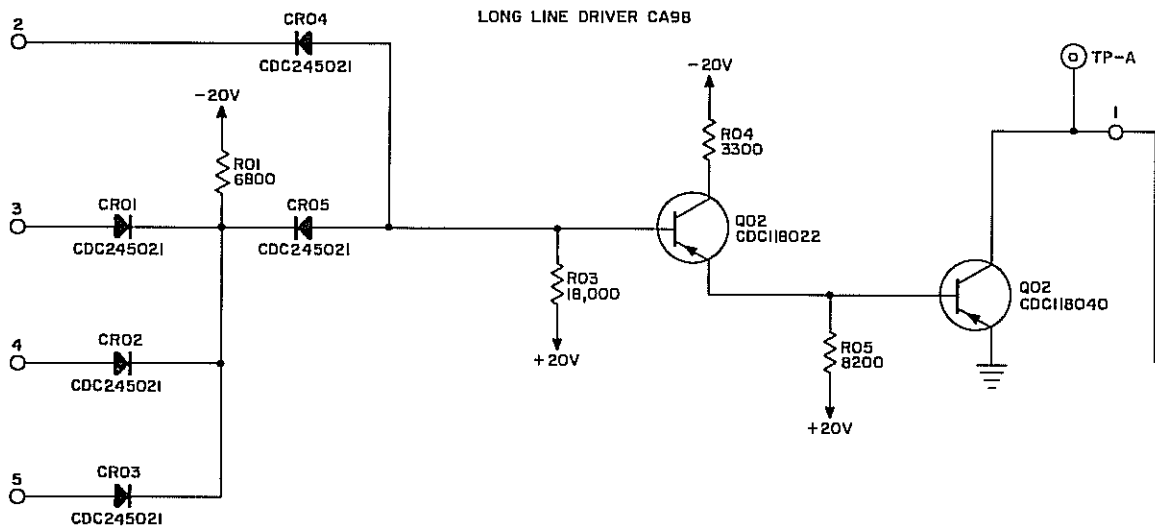 LONG LINE DRIVER CA9B
2
CR04
CDC245021
-20V
R01
6800
3
CR01
CDC245021
CR05
CDC245021
4
CR02
CDC245021
5
CR03
CDC245021
R03
18,000
+20V
-20V
R04
3300
Q02
CDC118022
R05
8200
+20V
Q02
CDC118040
TP-A
1